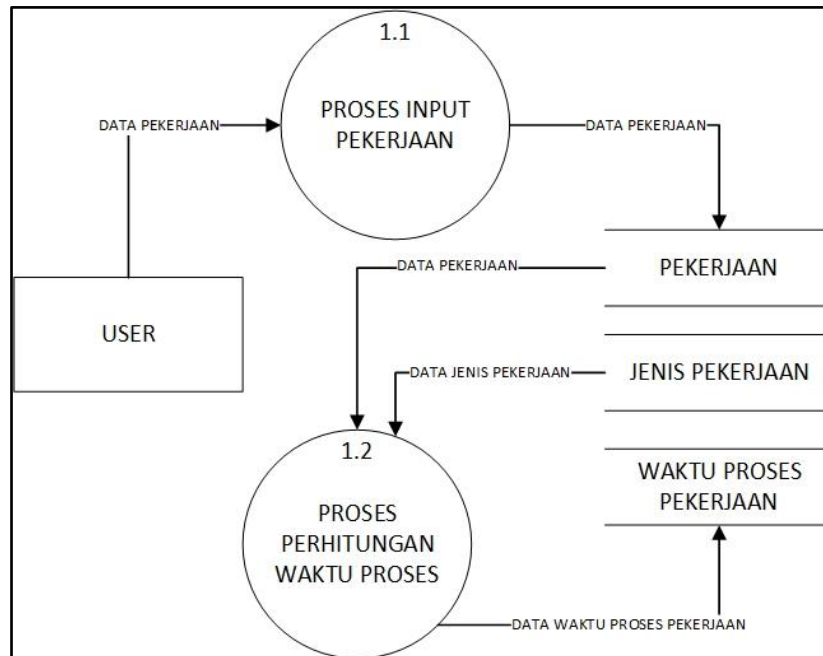 1.1
PROSES INPUT
PEKERJAAN
DATA PEKERJAAN
DATA PEKERJAAN
PEKERJAAN
DATA PEKERJAAN
USER
JENIS PEKERJAAN
DATA JENIS PEKERJAAN
1.2
PROSES
PERHITUNGAN
WAKTU PROSES
WAKTU PROSES
PEKERJAAN
DATA WAKTU PROSES PEKERJAAN